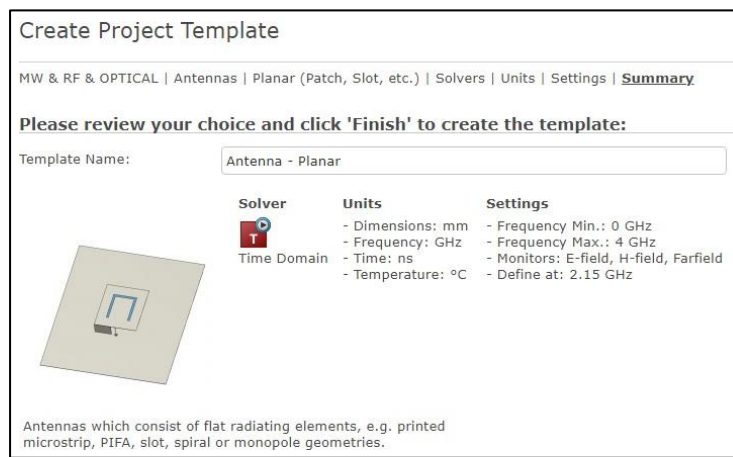 Create Project Template
MW & RF & OPTICAL | Antennas | Planar (Patch, Slot, etc.) | Solvers | Units | Settings | Summary
Please review your choice and click 'Finish' to create the template:
Template Name: Antenna - Planar
Solver Units Settings
T
- Dimensions: mm - Frequency Min.: 0 GHz
- Frequency: GHz - Frequency Max.: 4 GHz
Time Domain - Time: ns - Monitors: E-field, H-field, Farfield
- Temperature: °C - Define at: 2.15 GHz
Antennas which consist of flat radiating elements, e.g. printed
microstrip, PIFA, slot, spiral or monopole geometries.